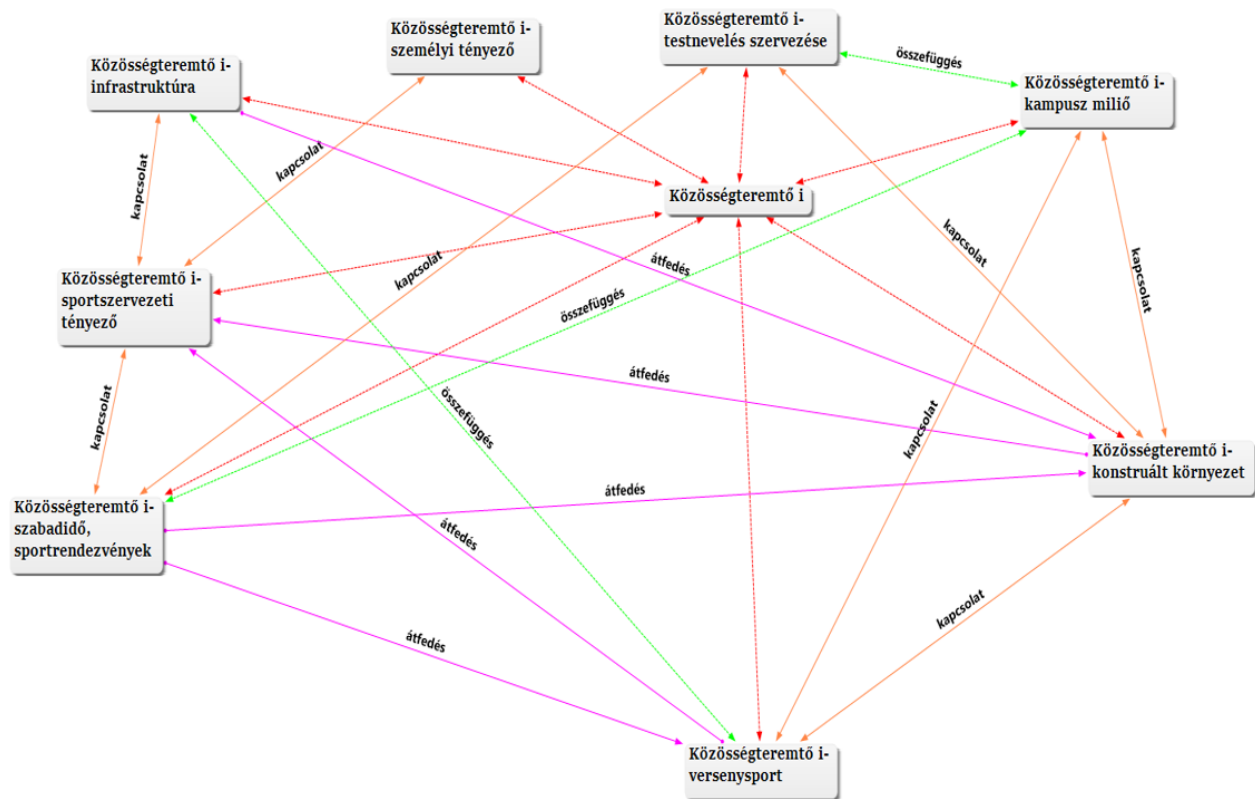 Közösségteremtő i-
személyi tényező
Közösségteremtő i-
testnevelés szervezése
összefüggés
Közösségteremtő i-
infrastruktúra
Közösségteremtő i-
kampusz miliő
kapcsolat
kapcsolat
Közösségteremtő i
kapcsolat
kapcsolat
átfedés
kapcsolat
Közösségteremtő i-
sportszervezeti
tényező
összefüggés
kapcsolat
átfedés
összefüggés
kapcsolat
Közösségteremtő i-
konstruált környezet
Közösségteremtő i-
szabadidő,
sportrendezvények
átfedés
átfedés
kapcsolat
átfedés
Közösségteremtő i-
versenysport